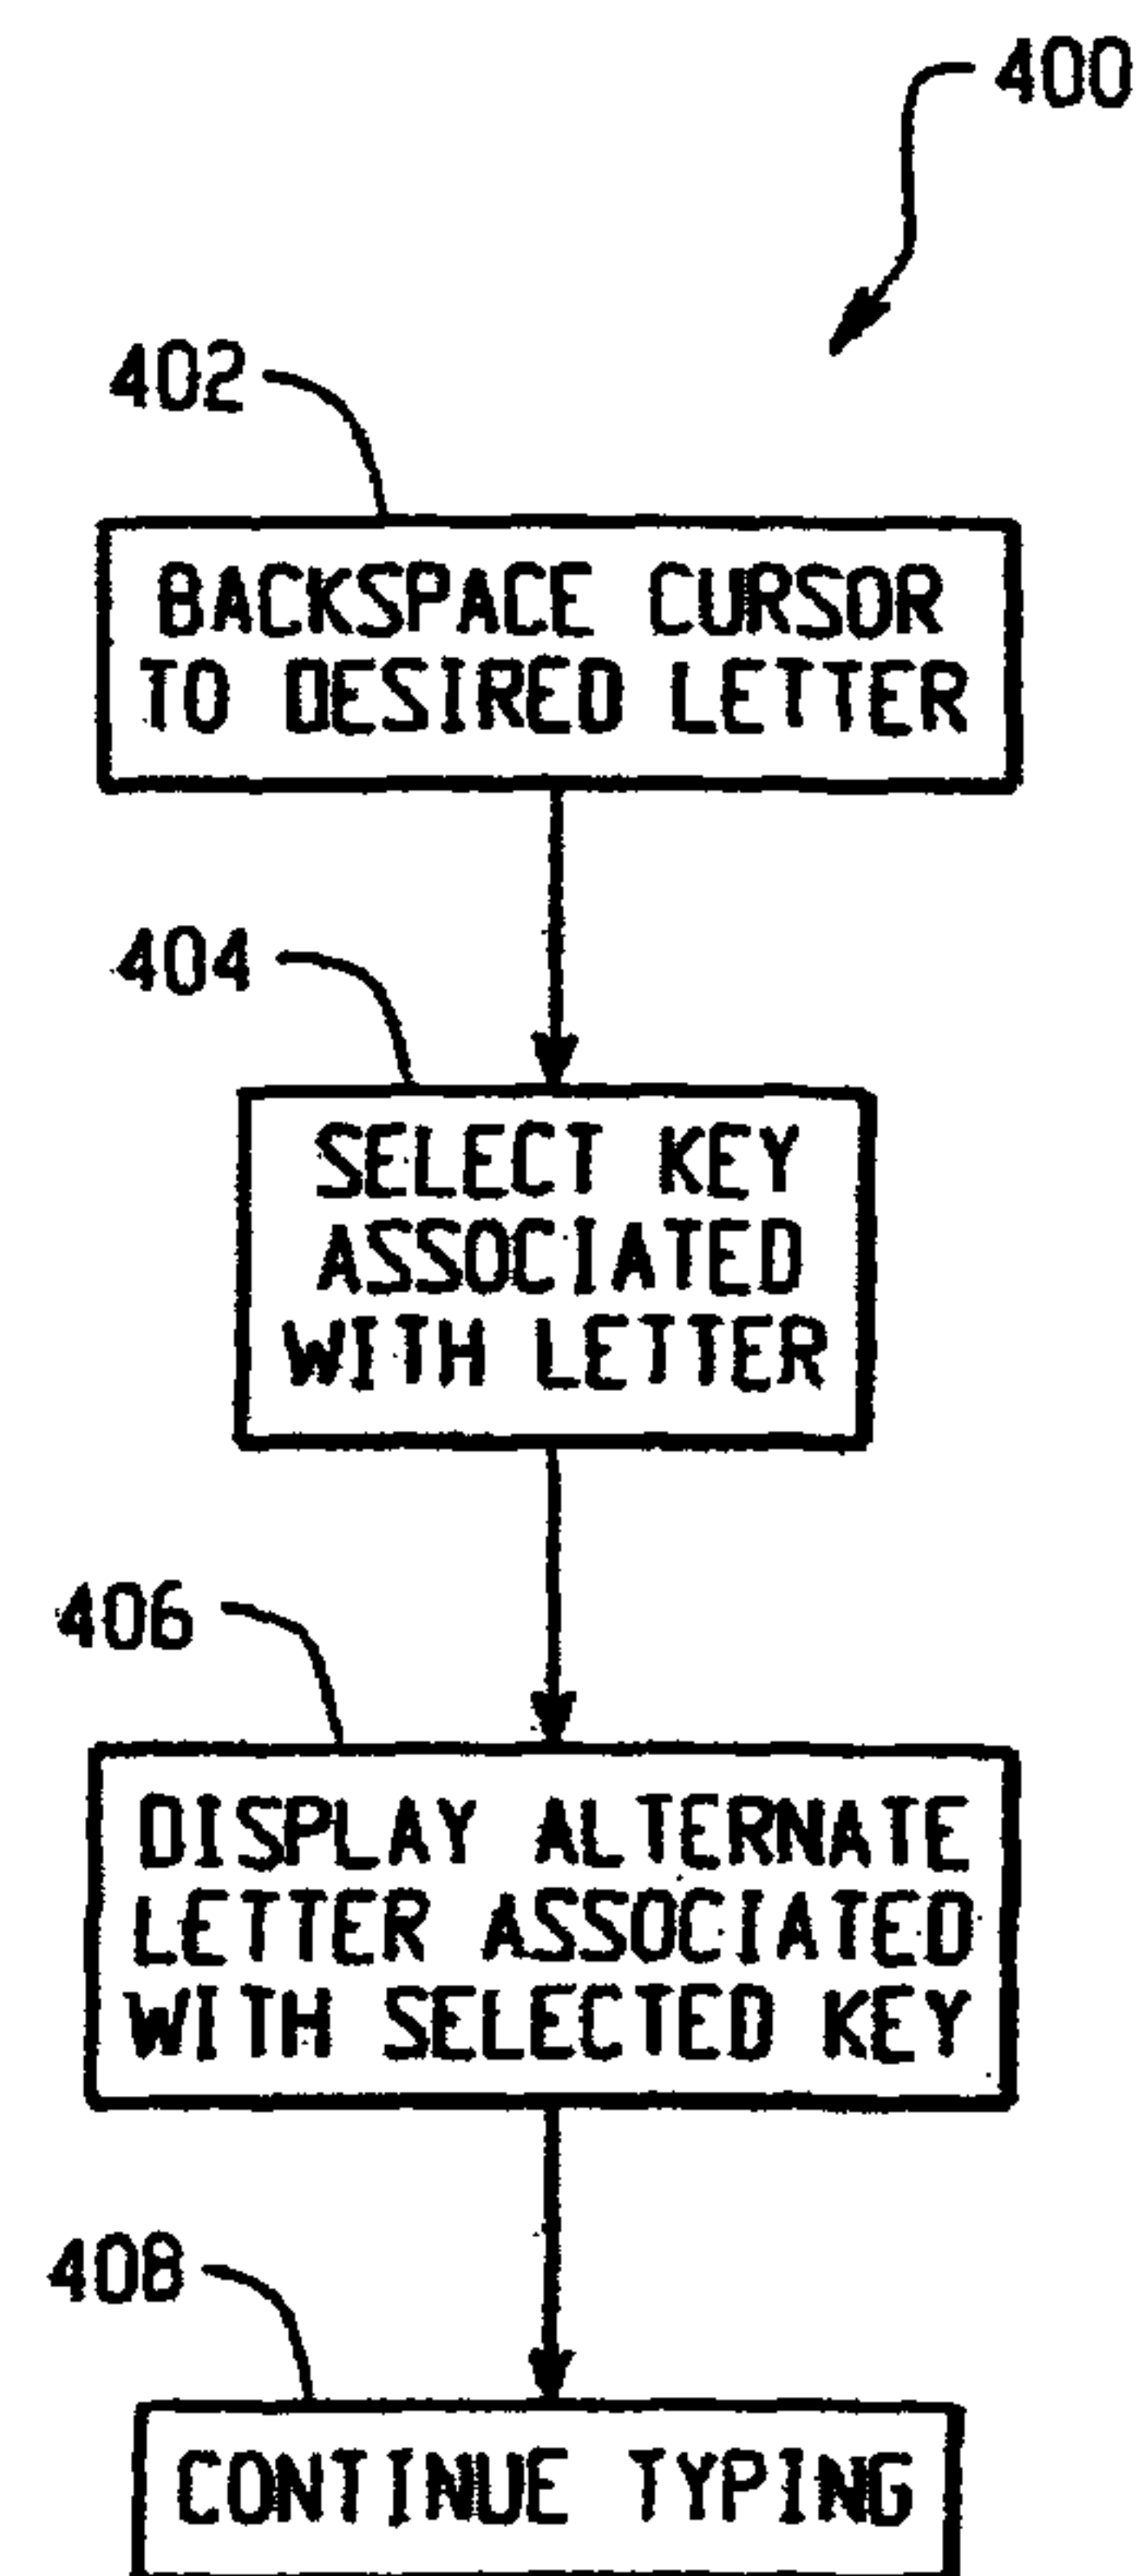 400
402
BACKSPACE CURSOR
TO DESIRED LETTER
404
SELECT KEY
ASSOCIATED
WITH LETTER
406
DISPLAY ALTERNATE
LETTER ASSOCIATED
WITH SELECTED KEY
408
CONTINUE TYPING